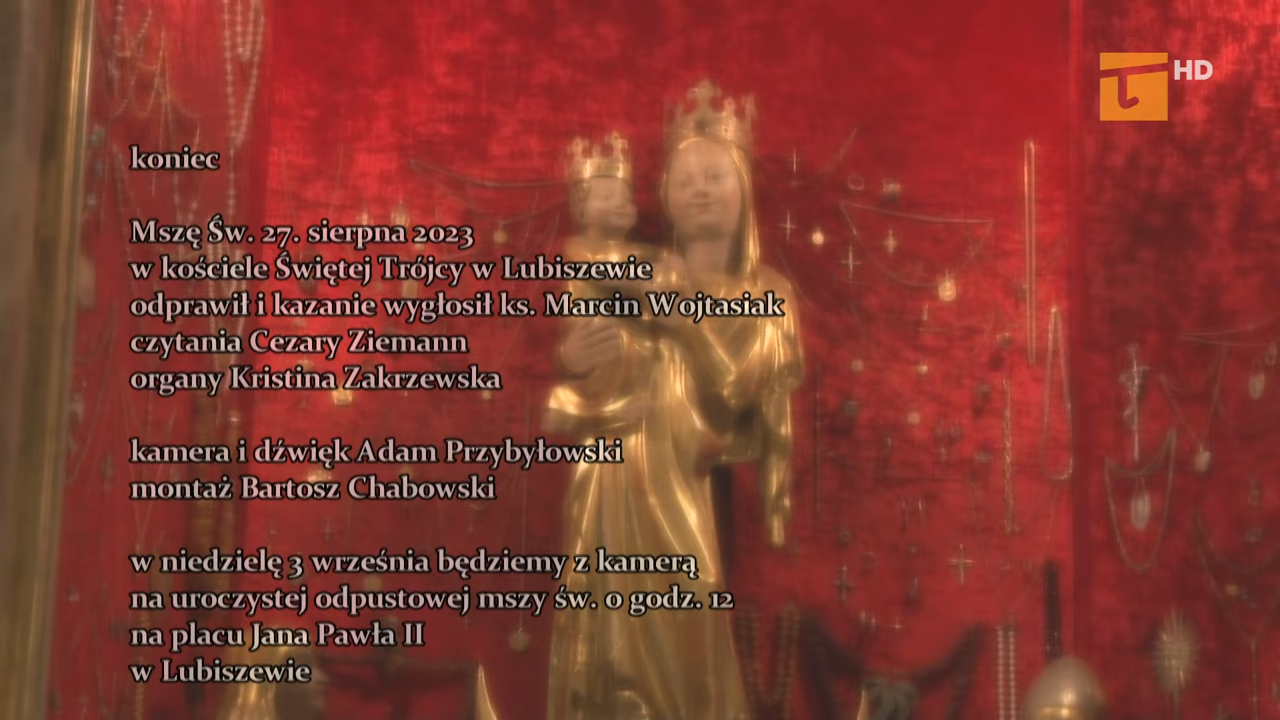 HD
koniec
Mszę Św. 27. sierpna 2023
w kościele Świętej Trójcy w Lubiszewie
odprawił i kazanie wygłosił ks. Marcin Wojtasiak
czytania Cezary Ziemann
organy Kristina Zakrzewska
kamera i dźwięk Adam Przybyłowski
montaż Bartosz Chabowski
w niedzielę 3 września będziemy z kamerą
na uroczystej odpustowej mszy św. o godz. 12
na placu Jana Pawła II
w Lubiszewie